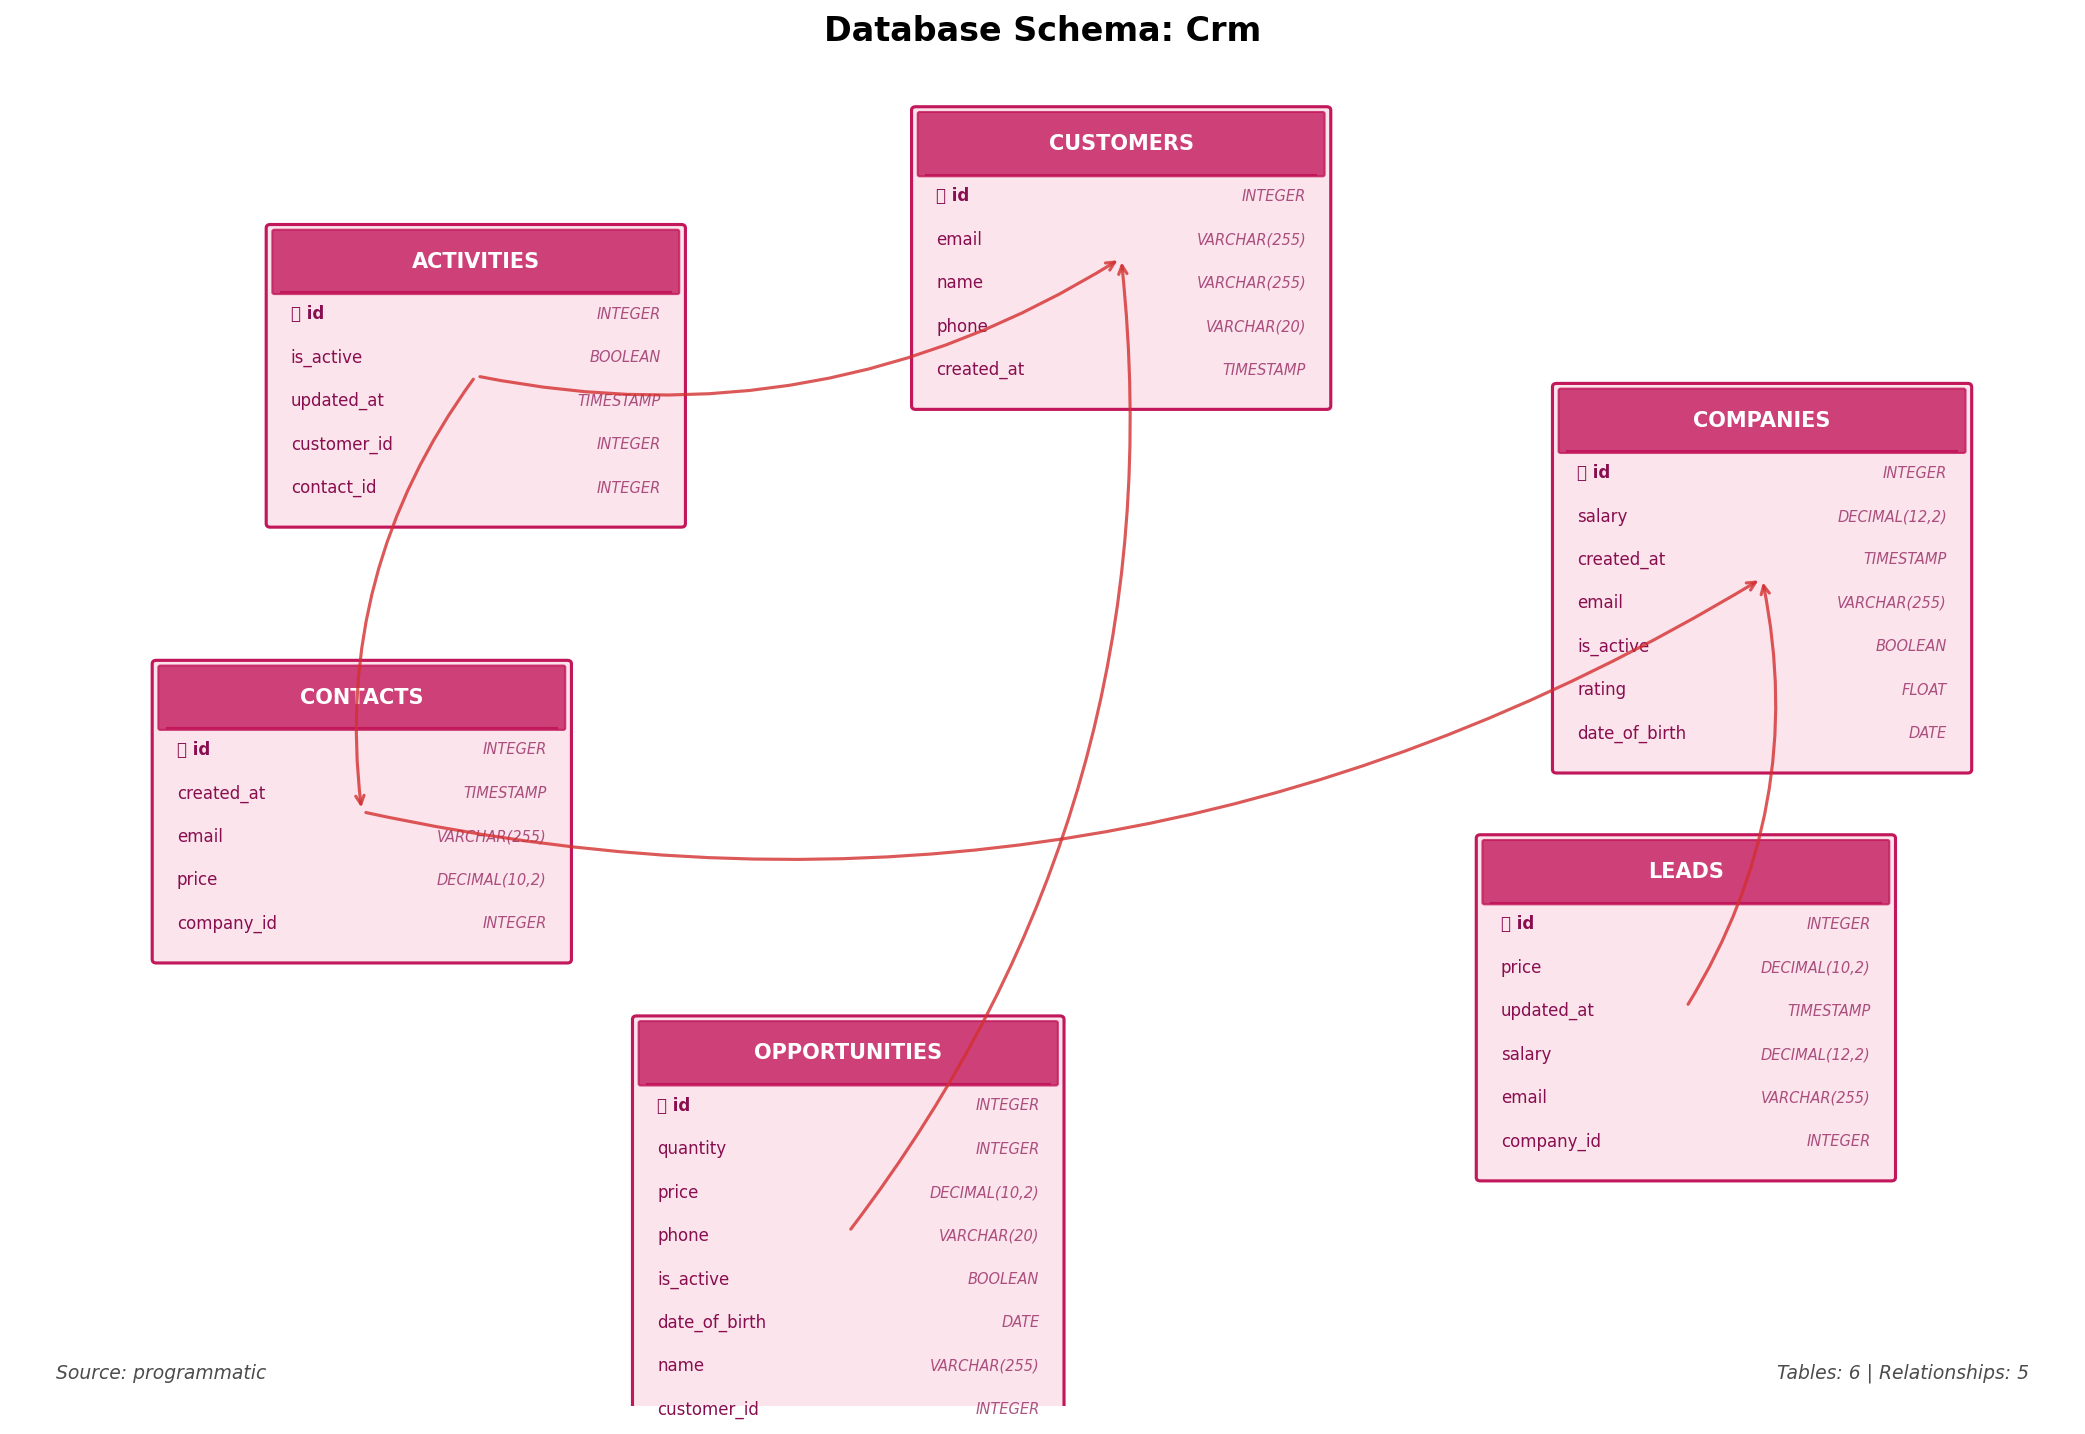 Database Schema: Crm
CUSTOMERS
id INTEGER
email VARCHAR(255)
name VARCHAR(255)
phone VARCHAR(20)
created_at TIMESTAMP
ACTIVITIES
id INTEGER
is_active BOOLEAN
updated_at TIMESTAMP
customer_id INTEGER
contact_id INTEGER
COMPANIES
id INTEGER
salary DECIMAL(12,2)
created_at TIMESTAMP
email VARCHAR(255)
is_active BOOLEAN
rating FLOAT
date_of_birth DATE
CONTACTS
id INTEGER
created_at TIMESTAMP
email VARCHAR(255)
price DECIMAL(10,2)
company_id INTEGER
LEADS
id INTEGER
price DECIMAL(10,2)
updated_at TIMESTAMP
salary DECIMAL(12,2)
email VARCHAR(255)
company_id INTEGER
OPPORTUNITIES
id INTEGER
quantity INTEGER
price DECIMAL(10,2)
phone VARCHAR(20)
is_active BOOLEAN
date_of_birth DATE
name VARCHAR(255)
customer_id INTEGER
Source: programmatic
Tables: 6 | Relationships: 5